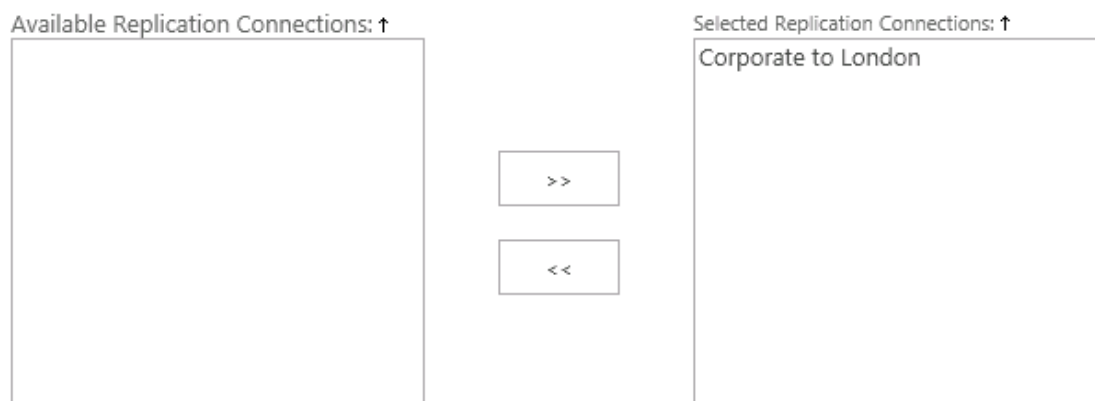 Available Replication Connections: ↑
Selected Replication Connections: ↑
Corporate to London
>>
<<